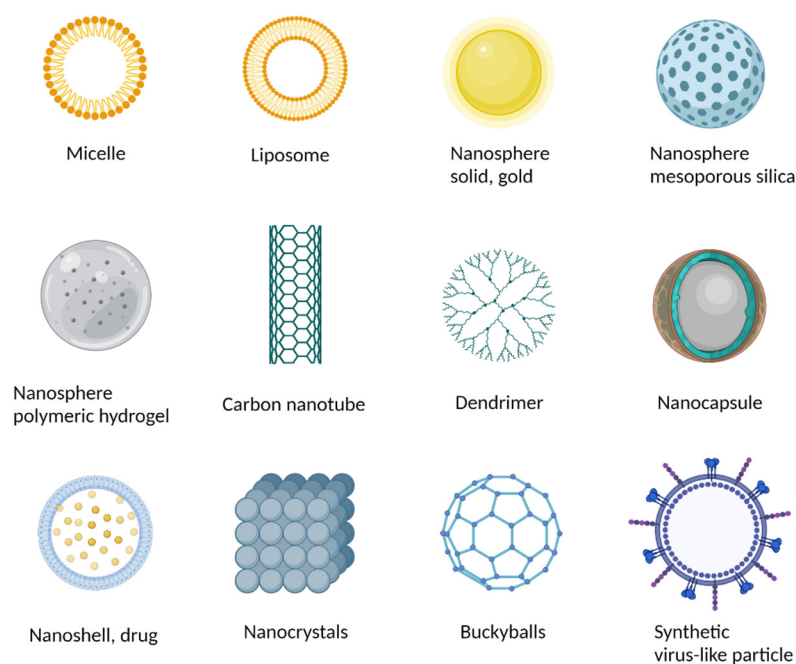 Micelle
Liposome
Nanosphere
solid, gold
Nanosphere
mesoporous silica
Nanosphere
polymeric hydrogel
Carbon nanotube
Dendrimer
Nanocapsule
Nanoshell, drug
Nanocrystals
Buckyballs
Synthetic
virus-like particle